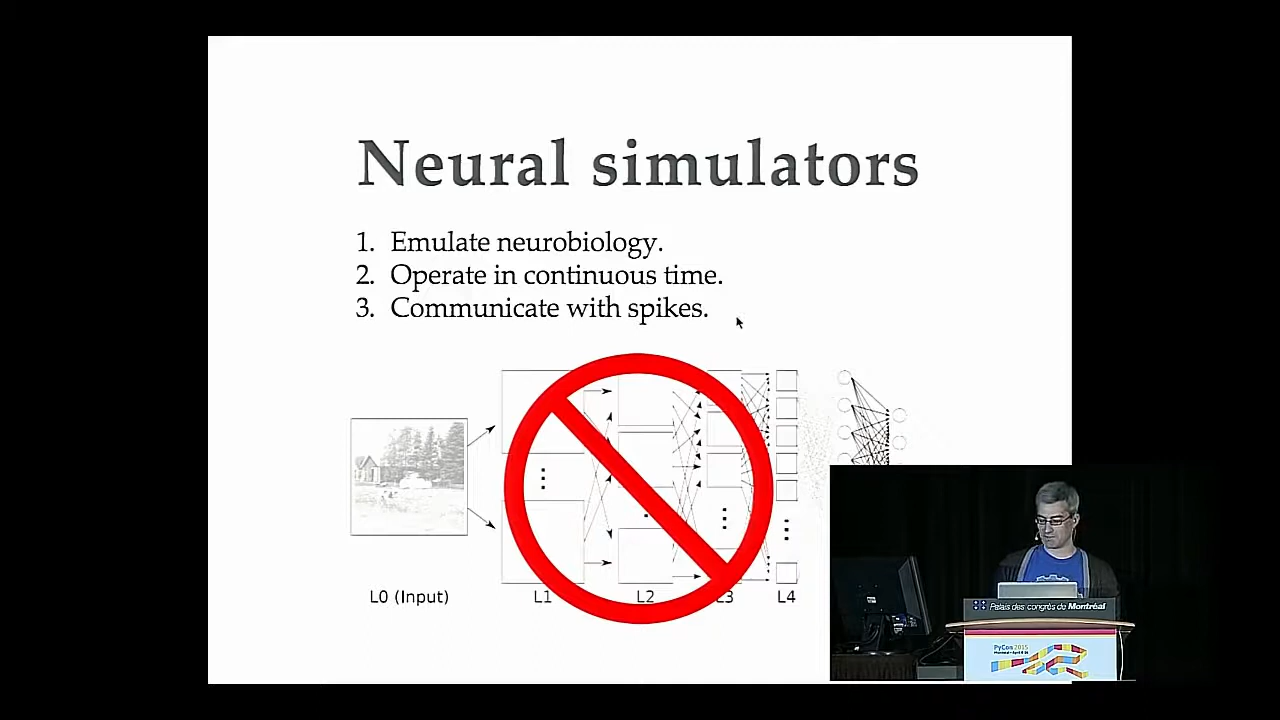 Neural simulators
1. Emulate neurobiology.
2. Operate in continuous time.
3. Communicate with spikes.
L0 (Input)
L1
L2
L3
L4
Palais des congrès de Montréal
PyCon 2015